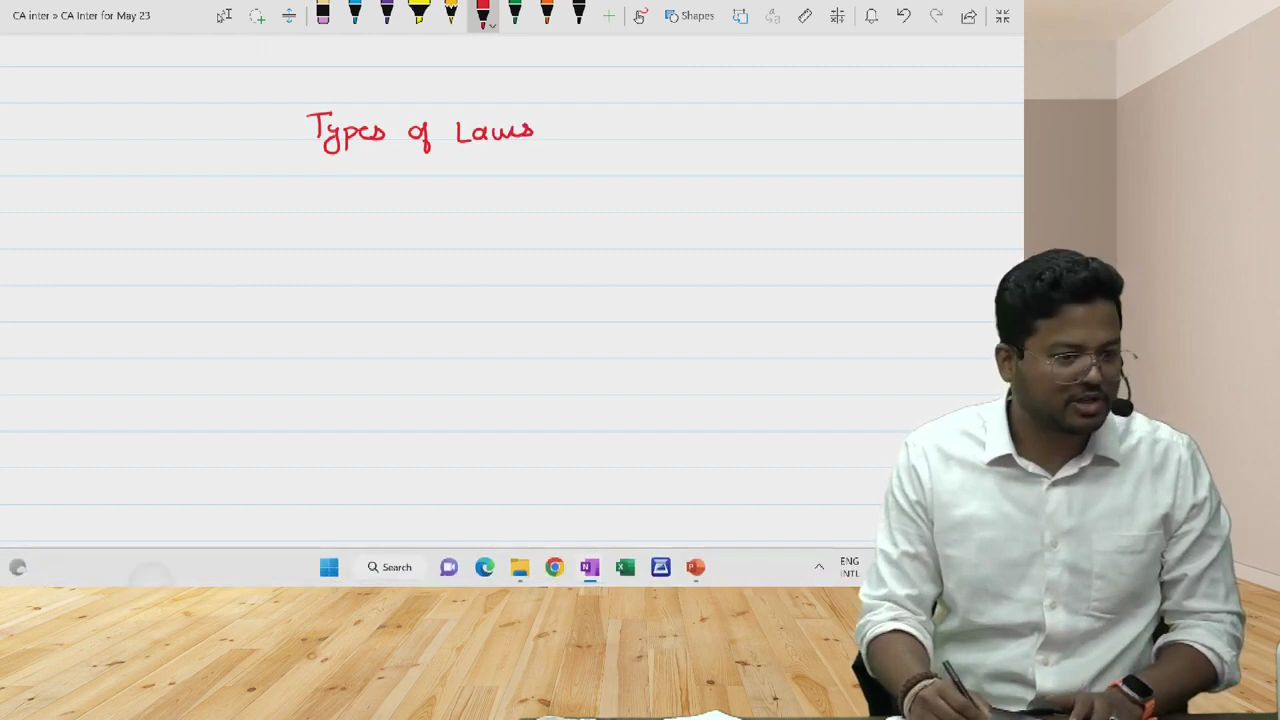 CA inter » CA Inter for May 23
Shapes
Types of Laws
Search
ENG
INTL